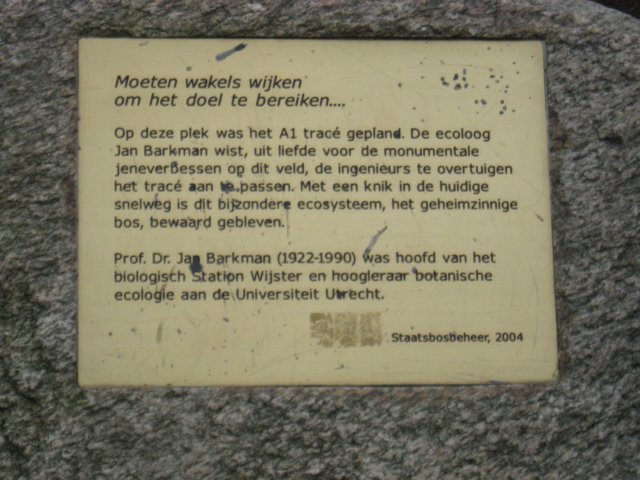 Moeten wakels wijken
om het doel te bereiken....
Op deze plek was het A1 tracé gepland. De ecoloog
Jan Barkman wist, uit liefde voor de monumentale
jeneverbessen op dit veld, de ingenieurs te overtuigen
het tracé aan te passen. Met een knik in de huidige
snelweg is dit bijzondere ecosysteem, het geheimzinnige
bos, bewaard gebleven.
Prof. Dr. Jan Barkman (1922-1990) was hoofd van het
biologisch Station Wijster en hoogleraar botanische
ecologie aan de Universiteit Utrecht.
Staatsbosbeheer, 2004